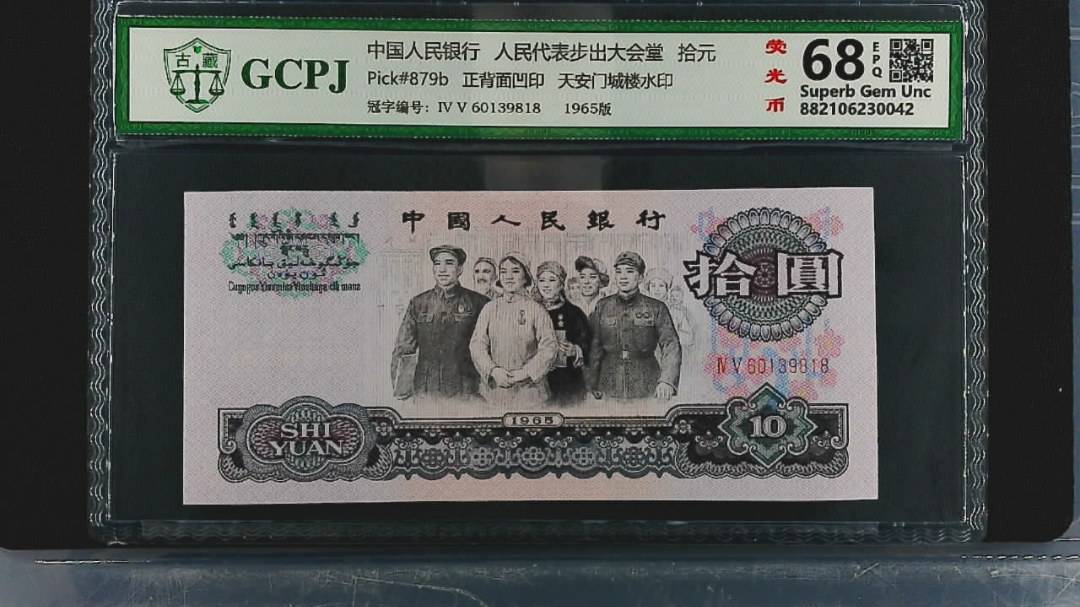 古藏
GCPJ
中国人民银行 人民代表步出大会堂 拾元
Pick#879b 正背面凹印 天安门城楼水印
冠字编号: IV V 60139818 1965版
荧光币
68 EPQ
Superb Gem Unc
882106230042
中國人民銀行
拾圓
IV V 60139818
1965
SHI
YUAN
10